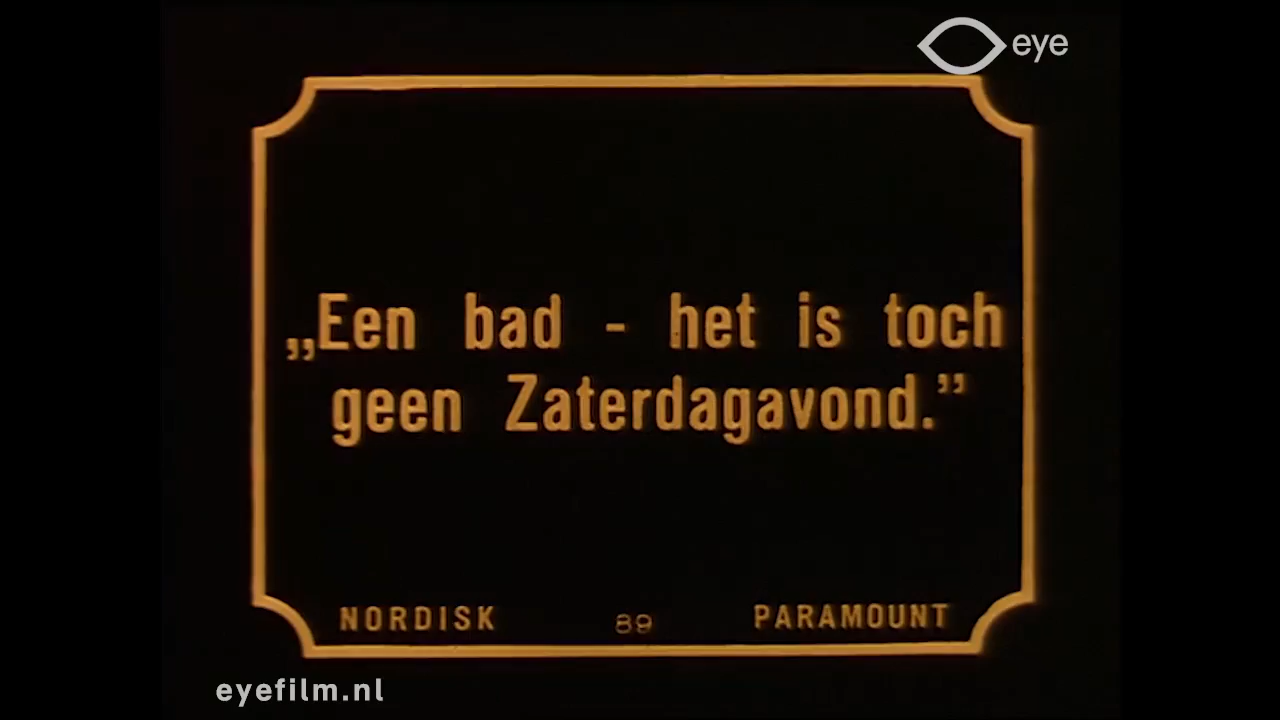 eye
„Een bad - het is toch
geen Zaterdagavond.”
NORDISK 89 PARAMOUNT
eyefilm.nl